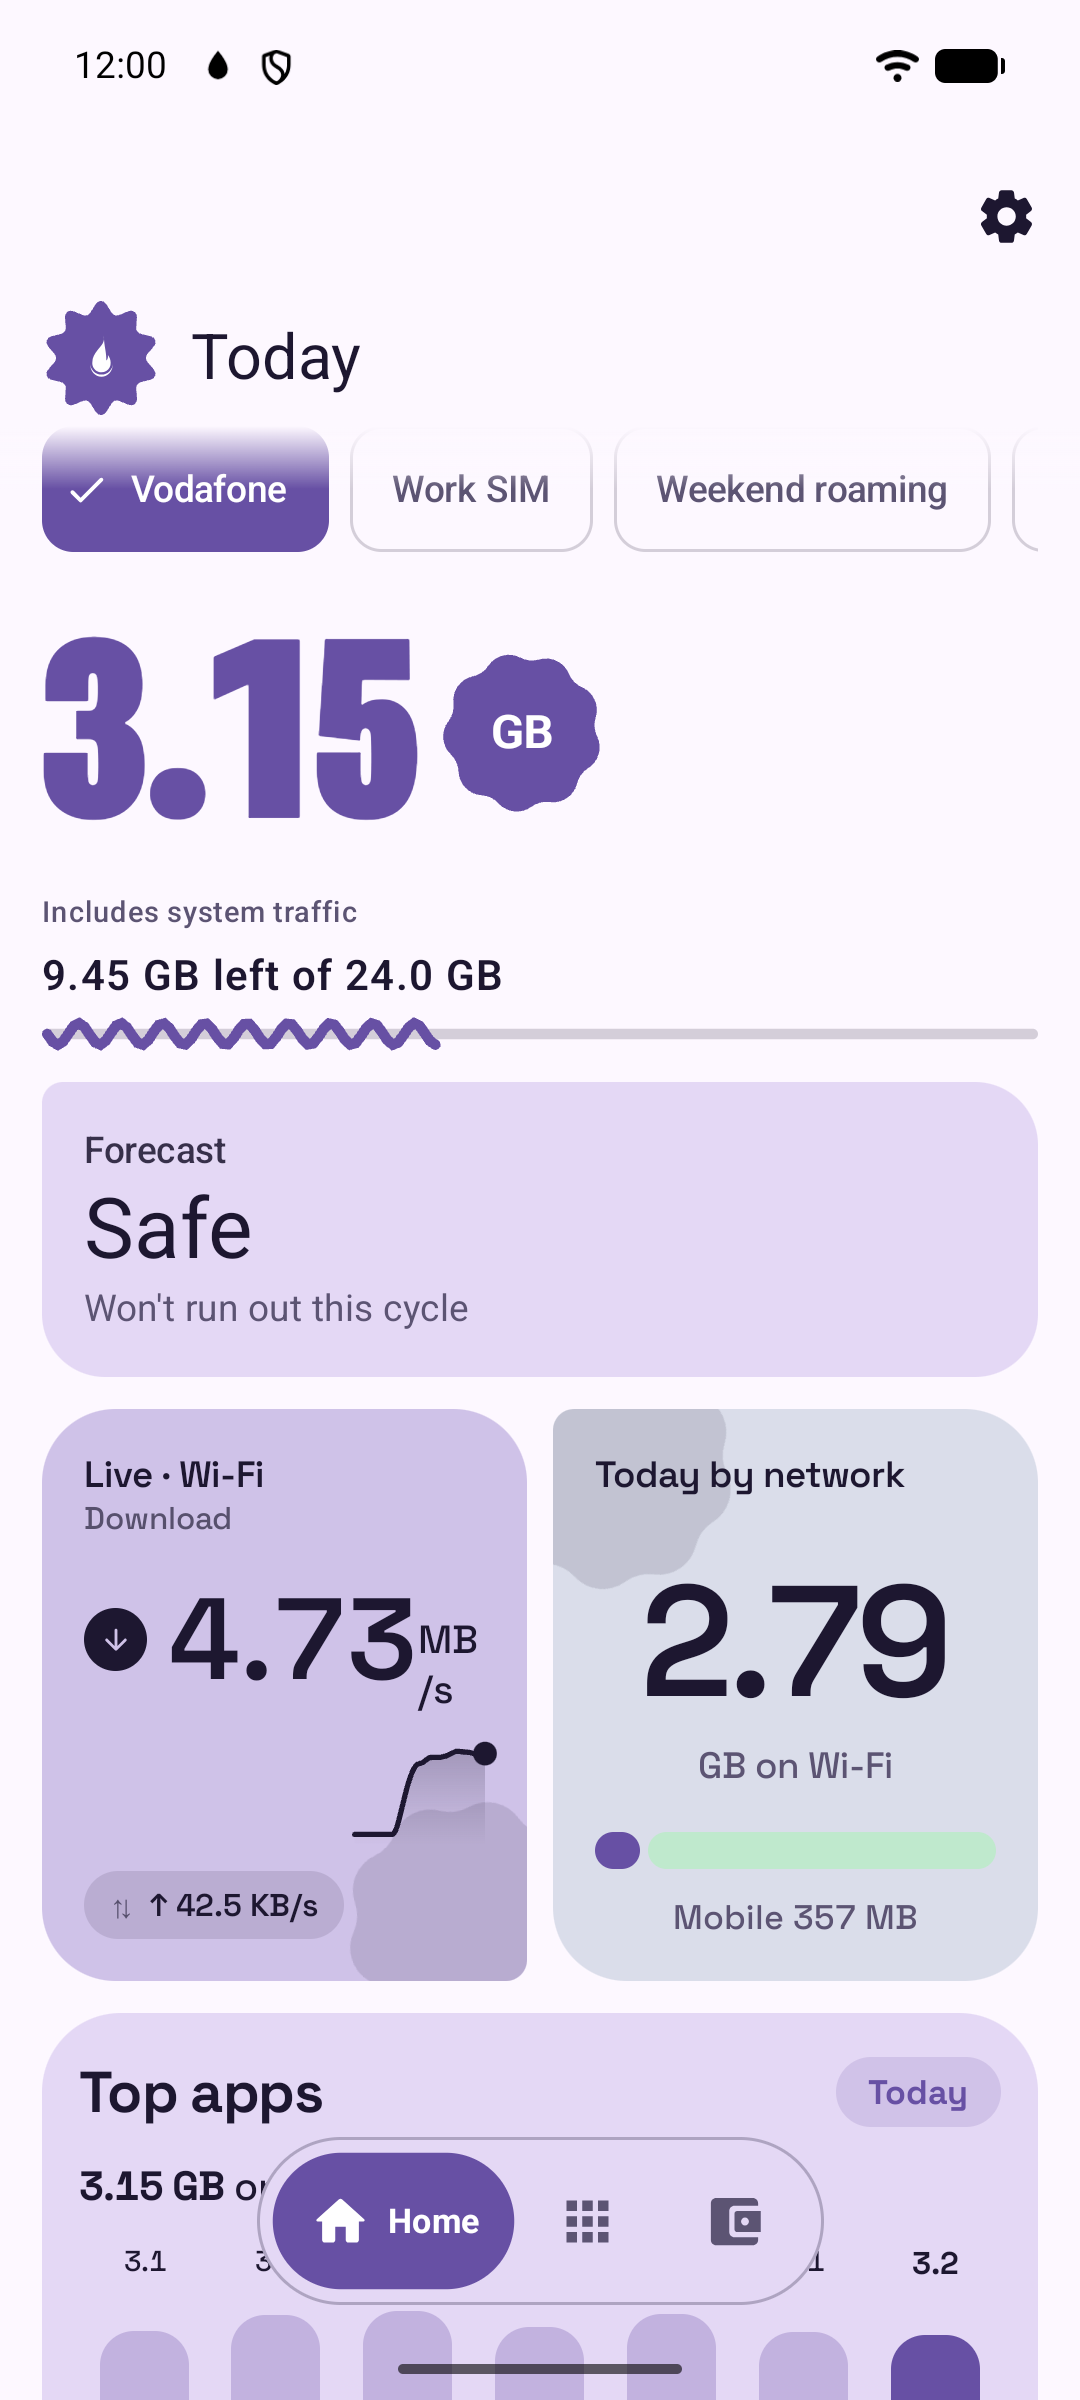 12:00
Today
Vodafone
Work SIM
Weekend roaming
3.15
GB
Includes system traffic
9.45 GB left of 24.0 GB
Forecast
Safe
Won't run out this cycle
Live · Wi-Fi
Download
4.73 MB
/s
↑ 42.5 KB/s
Today by network
2.79
GB on Wi-Fi
Mobile 357 MB
Top apps
Today
3.15 GB
Home
3.1
3.2